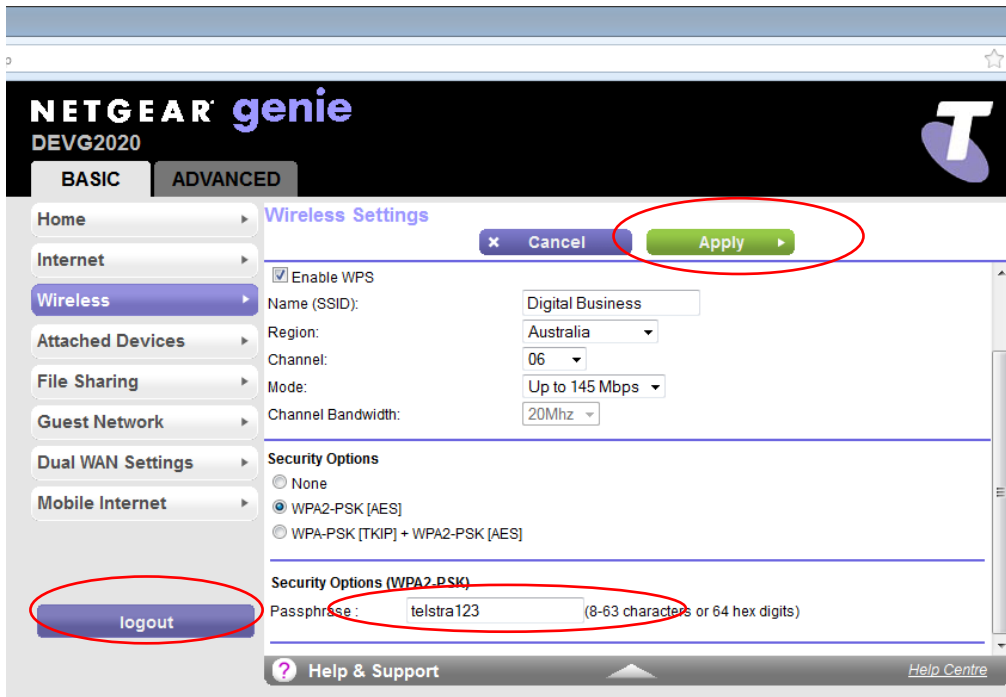 NETGEAR® genie
DEVG2020
T
BASIC ADVANCED
Home
Internet
Wireless
Attached Devices
File Sharing
Guest Network
Dual WAN Settings
Mobile Internet
logout
Wireless Settings
× Cancel Apply
Enable WPS
Name (SSID): Digital Business
Region: Australia
Channel: 06
Mode: Up to 145 Mbps
Channel Bandwidth: 20Mhz
Security Options
None
WPA2-PSK [AES]
WPA-PSK [TKIP] + WPA2-PSK [AES]
Security Options (WPA2-PSK)
Passphrase : telstra123 (8-63 characters or 64 hex digits)
? Help & Support Help Centre